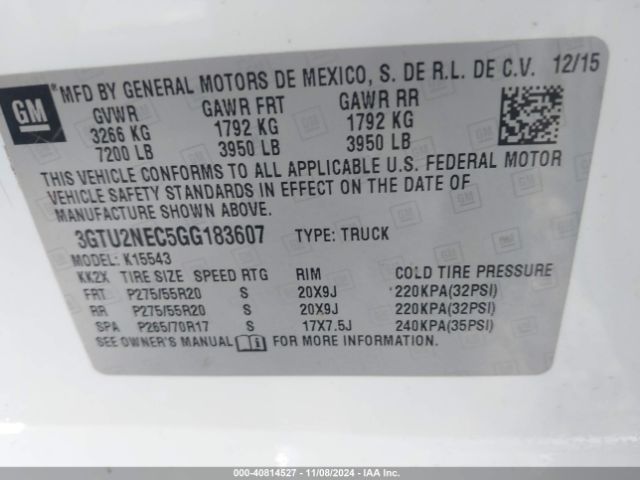 GM
MFD BY GENERAL MOTORS DE MEXICO, S. DE R.L. DE C.V. 12/15
GVWR GAWR FRT GAWR RR
3266 KG 1792 KG 1792 KG
7200 LB 3950 LB 3950 LB
THIS VEHICLE CONFORMS TO ALL APPLICABLE U.S. FEDERAL MOTOR
VEHICLE SAFETY STANDARDS IN EFFECT ON THE DATE OF
MANUFACTURE SHOWN ABOVE.
3GTU2NEC5GG183607 TYPE: TRUCK
MODEL: K15543
KK2X TIRE SIZE SPEED RTG RIM COLD TIRE PRESSURE
FRT P275/55R20 S 20X9J 220KPA(32PSI)
RR P275/55R20 S 20X9J 220KPA(32PSI)
SPA P265/70R17 S 17X7.5J 240KPA(35PSI)
SEE OWNER'S MANUAL FOR MORE INFORMATION.
000-40814527 - 11/08/2024 - IAA Inc.